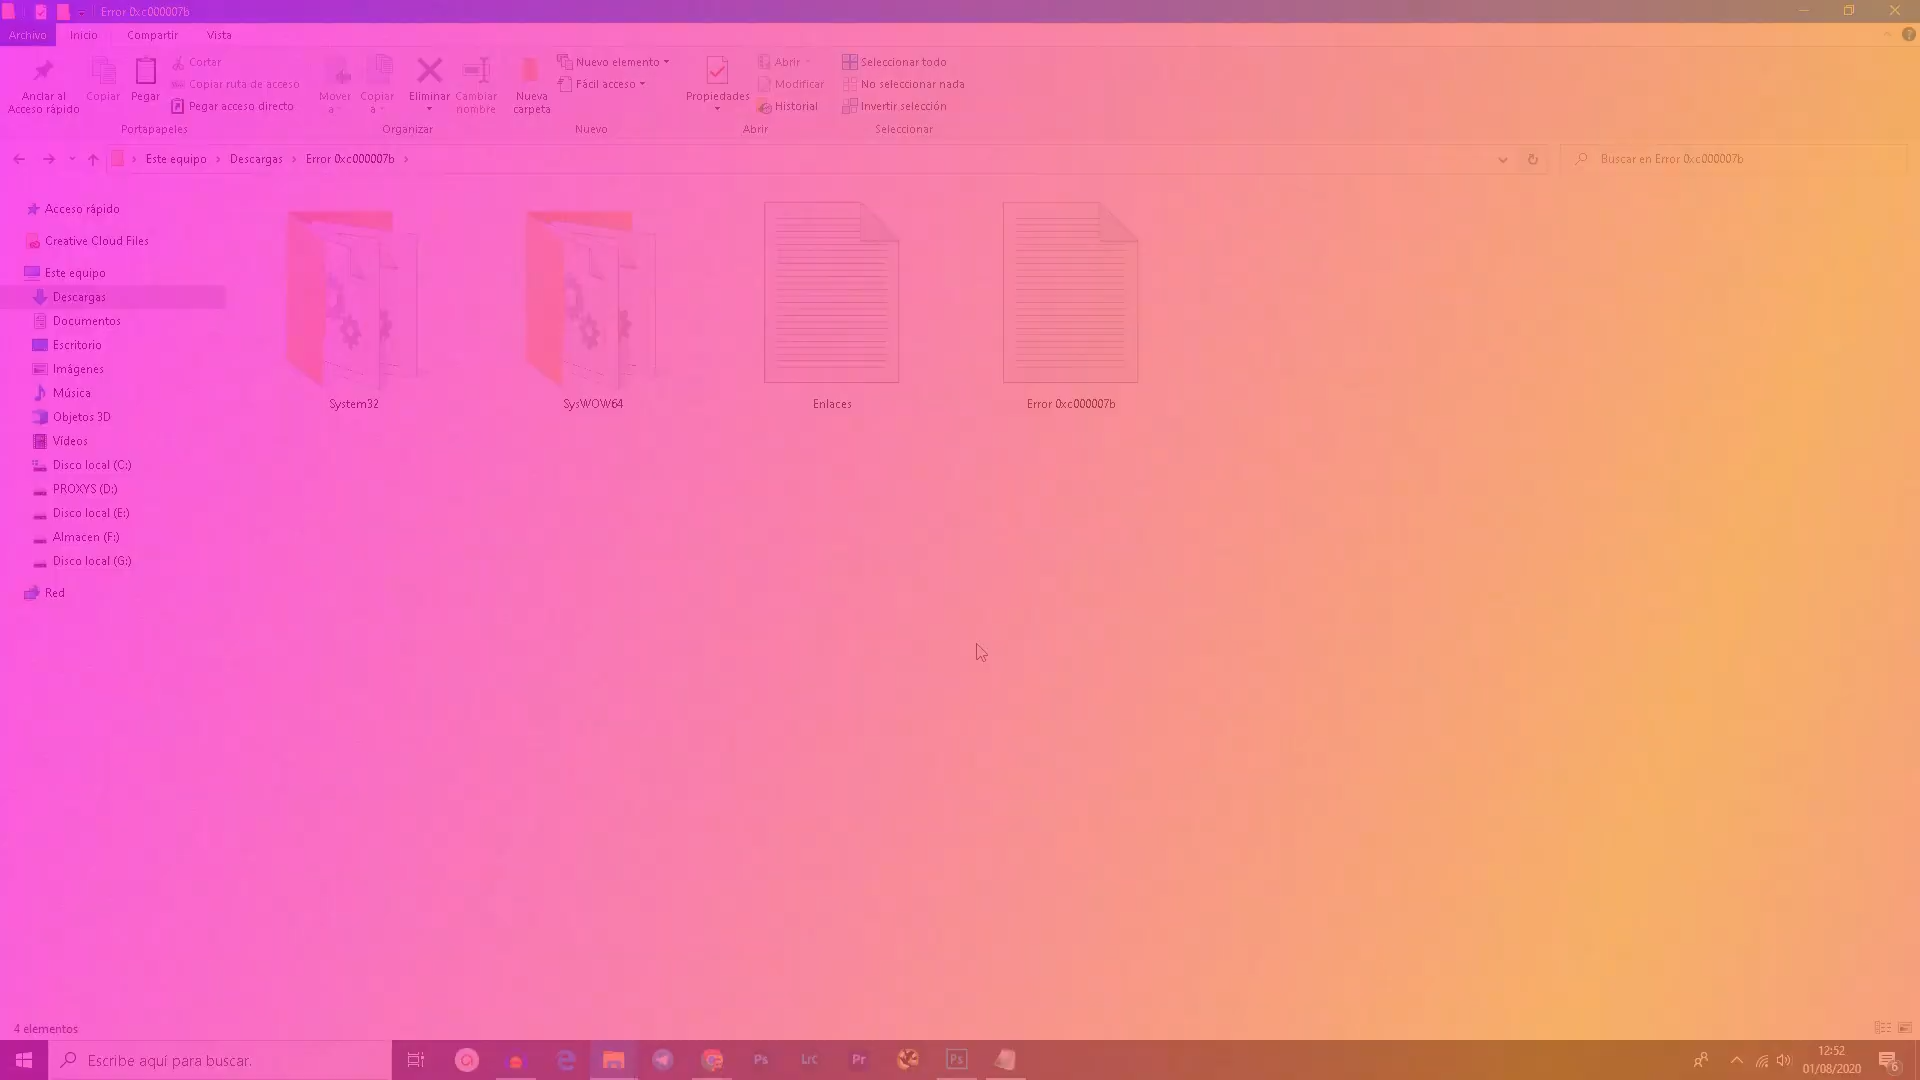 Error 0xc000007b
Archivo Inicio Compartir Vista
Anclar al
Acceso rápido
Copiar
Pegar
Cortar
Copiar ruta de acceso
Pegar acceso directo
Portapapeles
Mover
a
Copiar
a
Eliminar
Cambiar
nombre
Organizar
Nueva
carpeta
Nuevo elemento
Fácil acceso
Nuevo
Propiedades
Abrir
Modificar
Historial
Abrir
Seleccionar todo
No seleccionar nada
Invertir selección
Seleccionar
Este equipo > Descargas > Error 0xc000007b >
Buscar en Error 0xc000007b
Acceso rápido
Creative Cloud Files
Este equipo
Descargas
Documentos
Escritorio
Imágenes
Música
Objetos 3D
Vídeos
Disco local (C:)
PROXYS (D:)
Disco local (E:)
Almacen (F:)
Disco local (G:)
Red
System32
SysWOW64
Enlaces
Error 0xc000007b
4 elementos
Escribe aquí para buscar.
Ps
LrC
Pr
Ps
12:52
01/08/2020
6